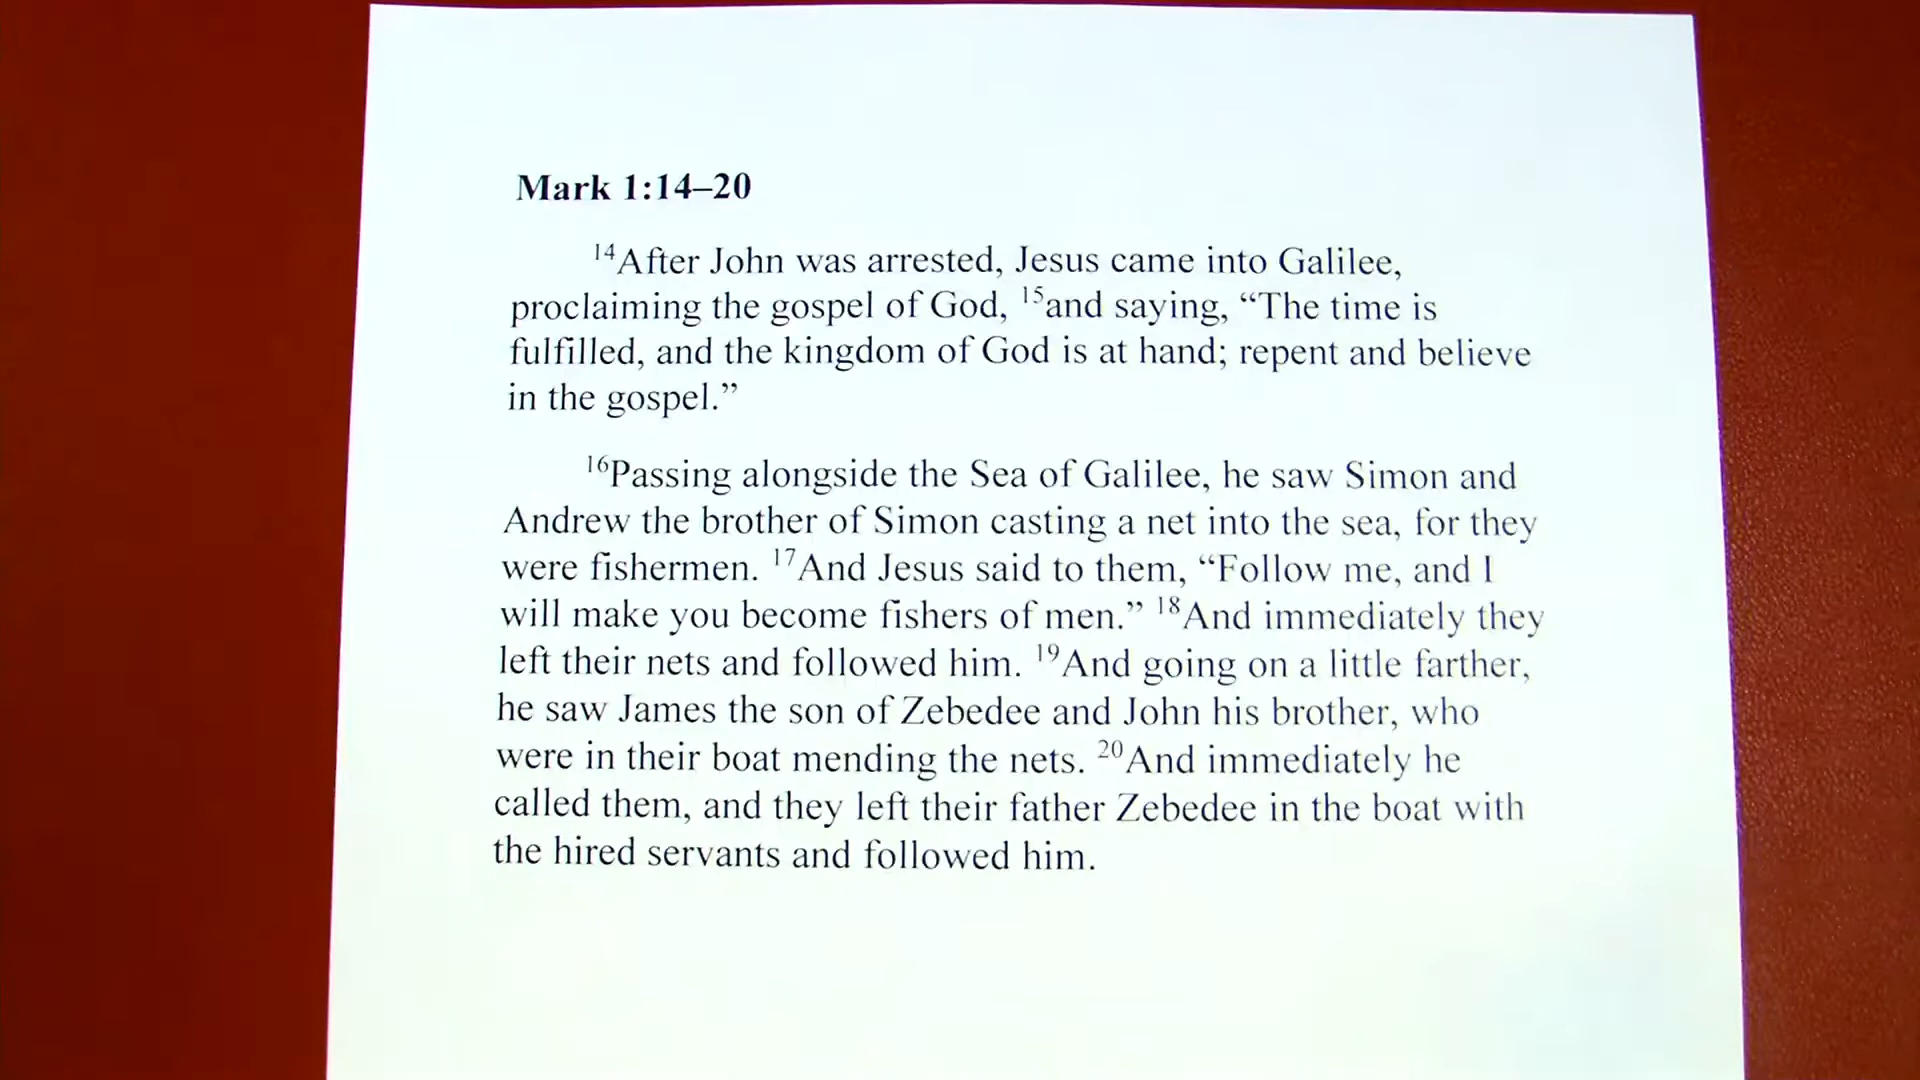 Mark 1:14–20
14After John was arrested, Jesus came into Galilee,
proclaiming the gospel of God, 15and saying, “The time is
fulfilled, and the kingdom of God is at hand; repent and believe
in the gospel.”
16Passing alongside the Sea of Galilee, he saw Simon and
Andrew the brother of Simon casting a net into the sea, for they
were fishermen. 17And Jesus said to them, “Follow me, and I
will make you become fishers of men.” 18And immediately they
left their nets and followed him. 19And going on a little farther,
he saw James the son of Zebedee and John his brother, who
were in their boat mending the nets. 20And immediately he
called them, and they left their father Zebedee in the boat with
the hired servants and followed him.